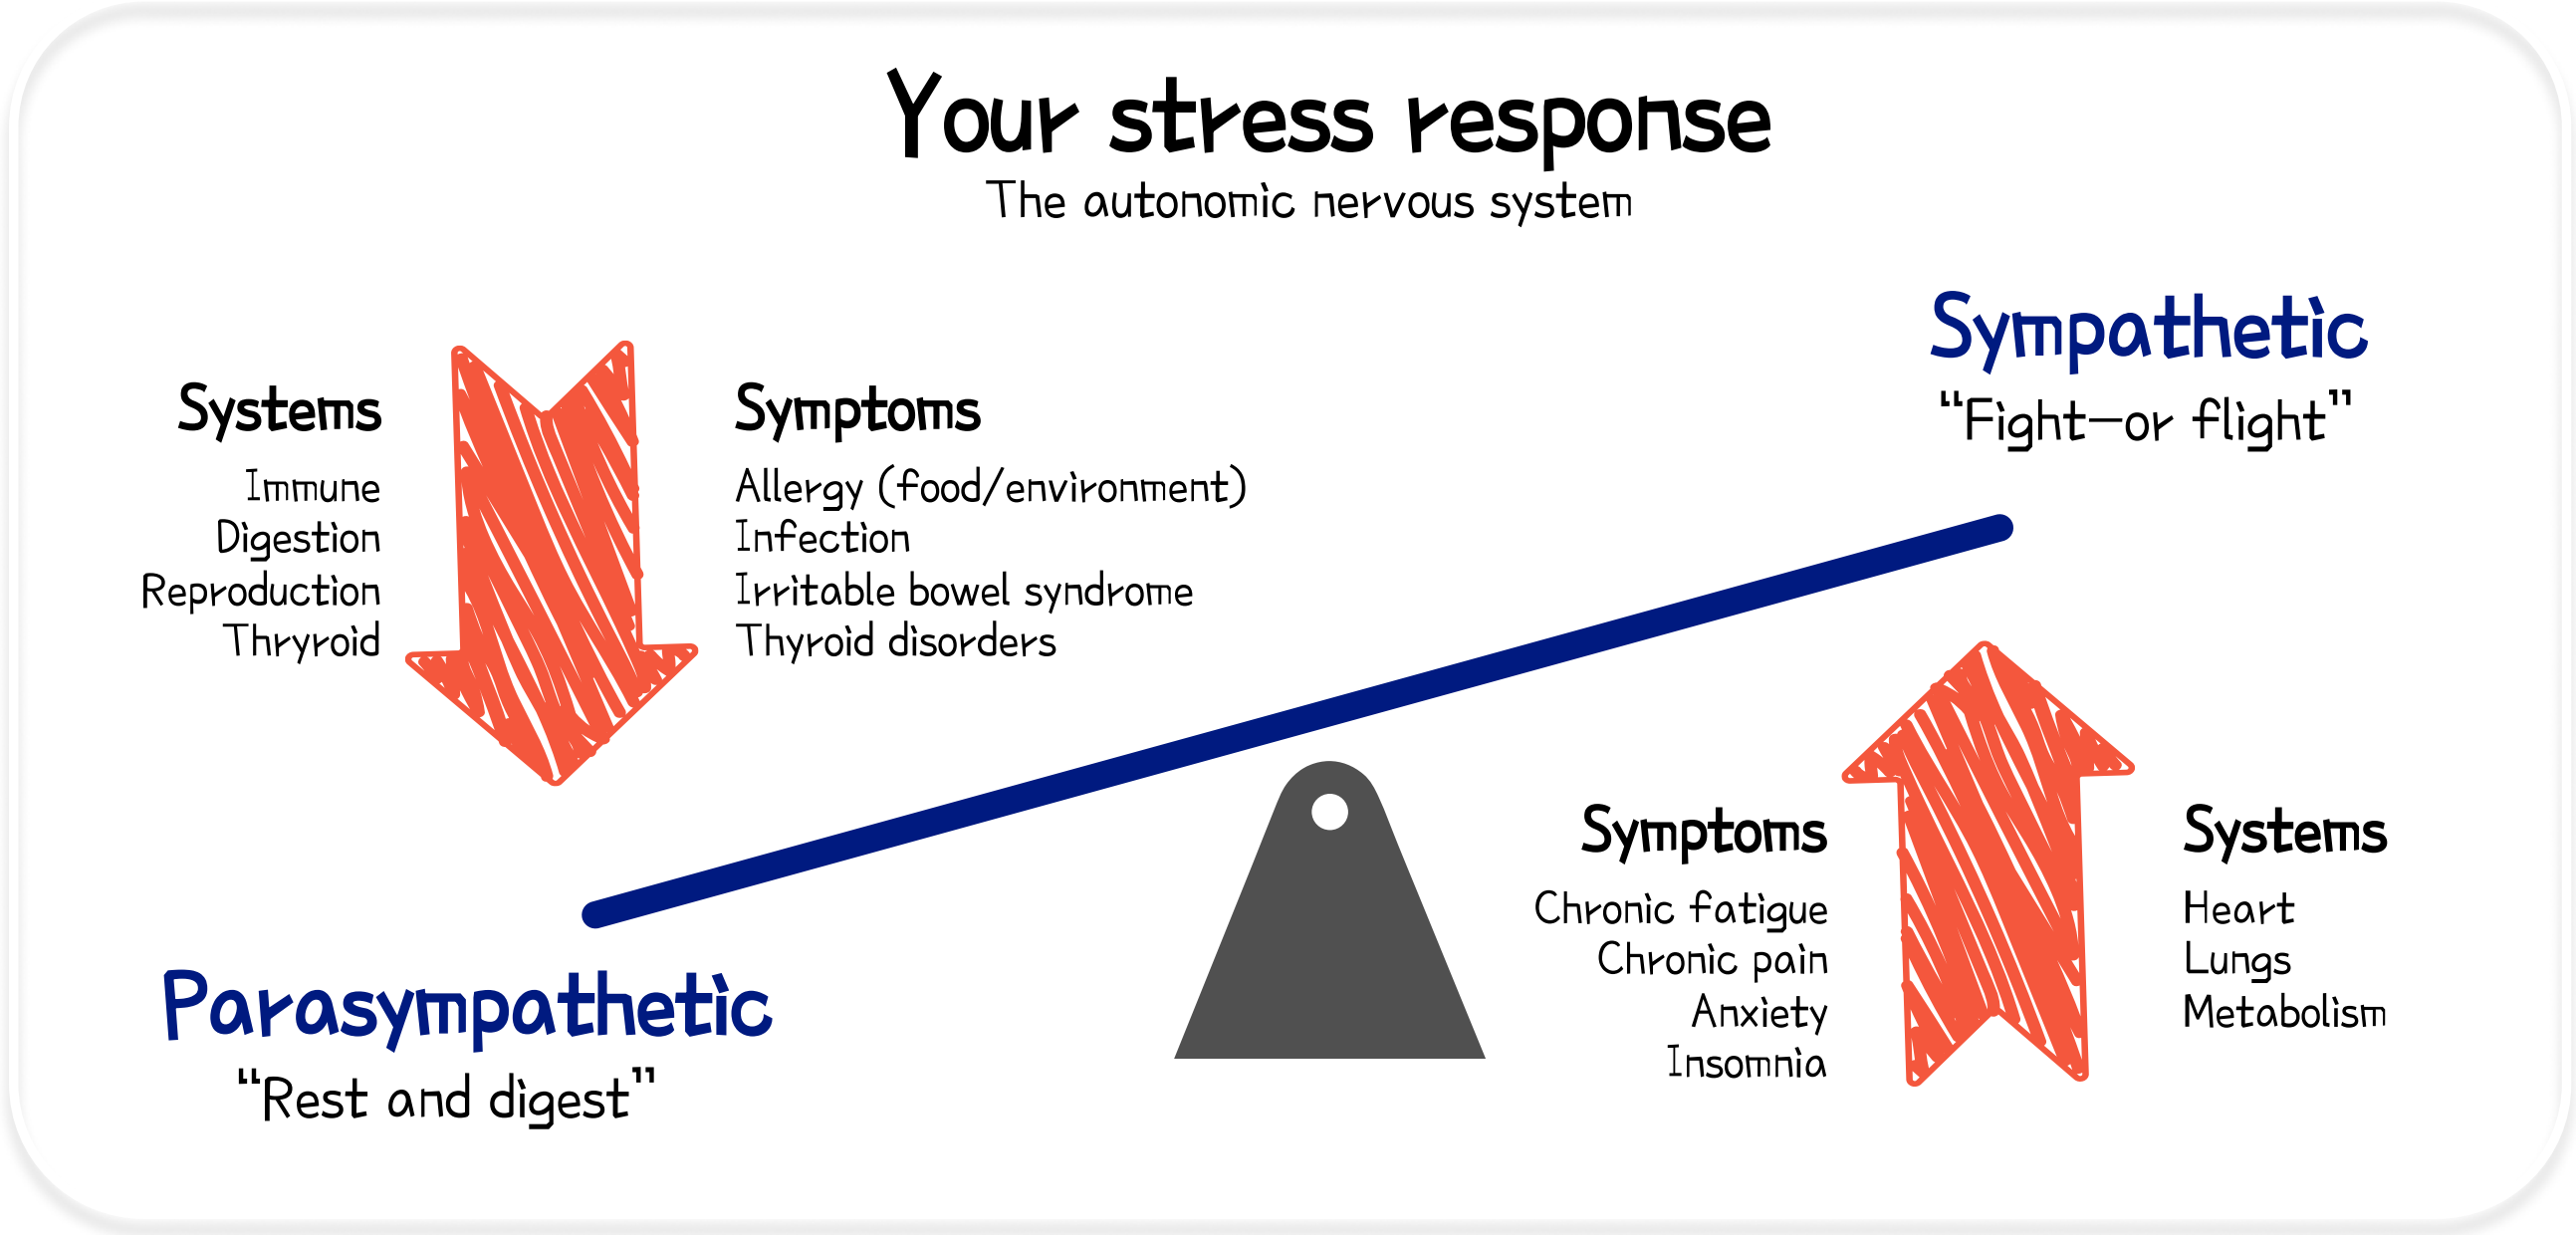 Your stress response
The autonomic nervous system
Systems
Immune
Digestion
Reproduction
Thryroid
Symptoms
Allergy (food/environment)
Infection
Irritable bowel syndrome
Thyroid disorders
Sympathetic
“Fight–or flight”
Parasympathetic
“Rest and digest”
Symptoms
Chronic fatigue
Chronic pain
Anxiety
Insomnia
Systems
Heart
Lungs
Metabolism